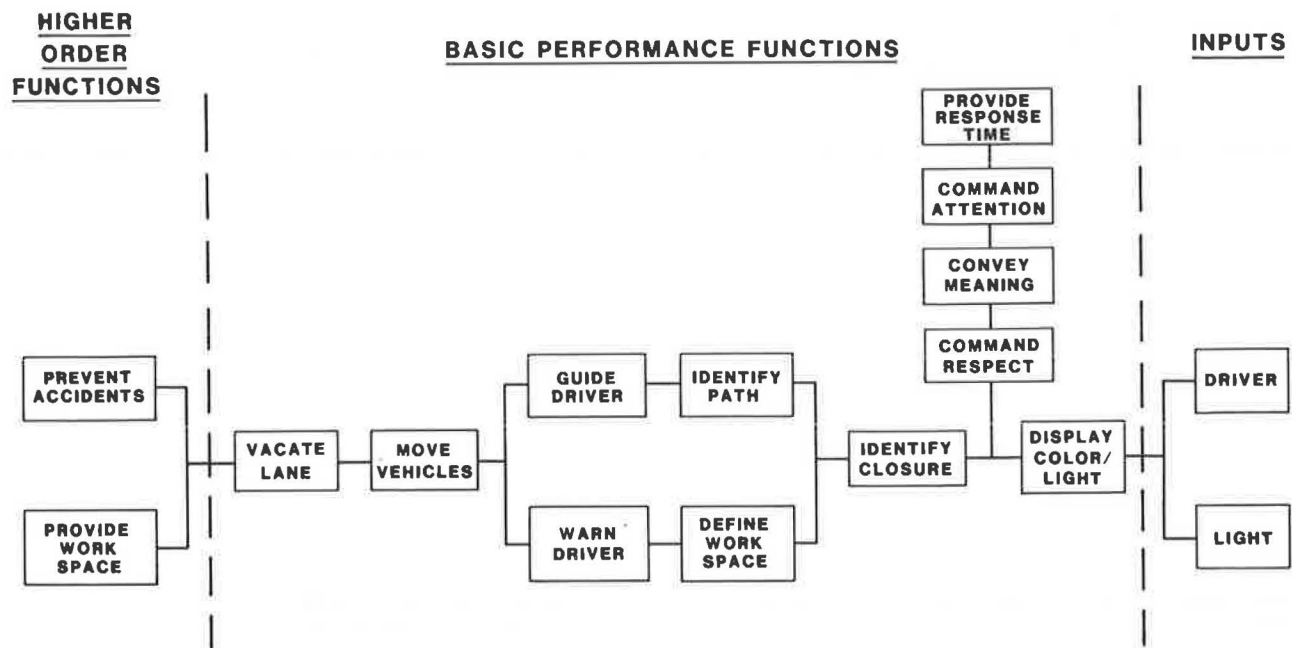 HIGHER
ORDER
FUNCTIONS
BASIC PERFORMANCE FUNCTIONS
INPUTS
PROVIDE
RESPONSE
TIME
COMMAND
ATTENTION
CONVEY
MEANING
COMMAND
RESPECT
PREVENT
ACCIDENTS
PROVIDE
WORK
SPACE
VACATE
LANE
MOVE
VEHICLES
GUIDE
DRIVER
IDENTIFY
PATH
WARN
DRIVER
DEFINE
WORK
SPACE
IDENTIFY
CLOSURE
DISPLAY
COLOR/
LIGHT
DRIVER
LIGHT